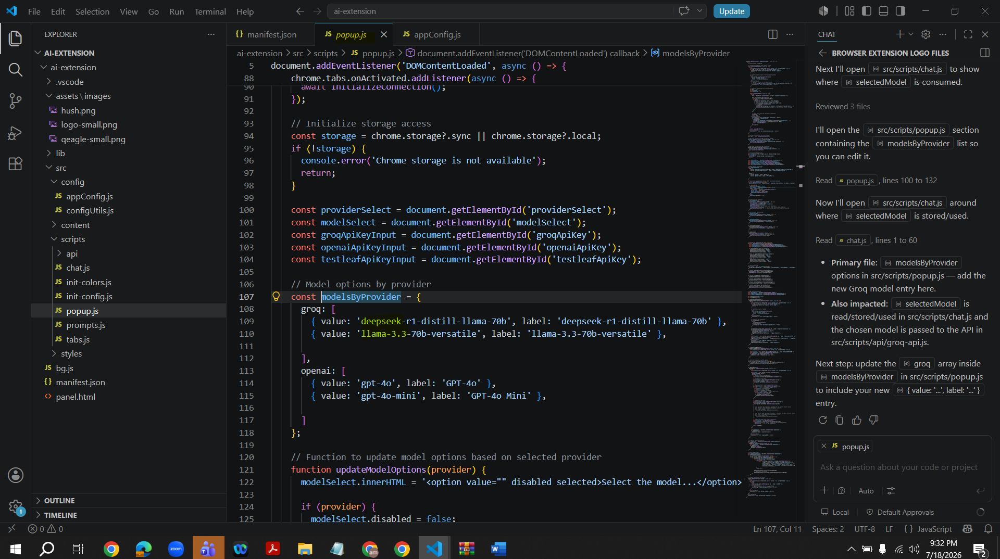 File Edit Selection View Go Run Terminal Help
ai-extension
Update
EXPLORER
AI-EXTENSION
ai-extension
.vscode
assets\images
hush.png
logo-small.png
qeagle-small.png
lib
src
config
JS appConfig.js
JS configUtils.js
content
scripts
api
JS chat.js
JS init-colors.js
JS init-config.js
JS popup.js
JS prompts.js
JS tabs.js
styles
JS bg.js
{} manifest.json
<> panel.html
OUTLINE
TIMELINE
{} manifest.json
JS popup.js
JS appConfig.js
ai-extension > src > scripts > JS popup.js > document.addEventListener('DOMContentLoaded') callback > modelsByProvider
5 document.addEventListener('DOMContentLoaded', async () => {
88 chrome.tabs.onActivated.addListener(async () => {
90 await initializeConnection();
91 });
92
93 // Initialize storage access
94 const storage = chrome.storage?.sync || chrome.storage?.local;
95 if (!storage) {
96 console.error('Chrome storage is not available');
97 return;
98 }
99
100 const providerSelect = document.getElementById('providerSelect');
101 const modelSelect = document.getElementById('modelSelect');
102 const groqApiKeyInput = document.getElementById('groqApiKey');
103 const openaiApiKeyInput = document.getElementById('openaiApiKey');
104 const testleafApiKeyInput = document.getElementById('testleafApiKey');
105
106 // Model options by provider
107 const modelsByProvider = {
108 groq: [
109 { value: 'deepseek-r1-distill-llama-70b', label: 'deepseek-r1-distill-llama-70b' },
110 { value: 'llama-3.3-70b-versatile', label: 'llama-3.3-70b-versatile' },
111
112 ],
113 openai: [
114 { value: 'gpt-4o', label: 'GPT-4o' },
115 { value: 'gpt-4o-mini', label: 'GPT-4o Mini' },
116
117 ]
118 };
119
120 // Function to update model options based on selected provider
121 function updateModelOptions(provider) {
122 modelSelect.innerHTML = '<option value="" disabled selected>Select the model...</option>
123
124 if (provider) {
125 modelSelect.disabled = false;
CHAT
BROWSER EXTENSION LOGO FILES
Next I'll open src/scripts/chat.js to show
where selectedModel is consumed.
Reviewed 3 files
I'll open the src/scripts/popup.js section
containing the modelsByProvider list so
you can edit it.
Read JS popup.js , lines 100 to 132
Now I'll open src/scripts/chat.js around
where selectedModel is stored/used.
Read JS chat.js , lines 1 to 60
• Primary file: modelsByProvider
options in src/scripts/popup.js — add the
new Groq model entry here.
• Also impacted: selectedModel is
read/stored/used in src/scripts/chat.js and
the chosen model is passed to the API in
src/scripts/api/groq-api.js.
Next step: update the groq array inside
modelsByProvider in src/scripts/popup.js
to include your new { value: '...', label: '...' }
entry.
JS popup.js
Ask a question about your code or project
Auto
Local Default Approvals
1
0 0
Ln 107, Col 11 Spaces: 2 UTF-8 LF {} JavaScript
zoom
am
9:32 PM
7/18/2026
2